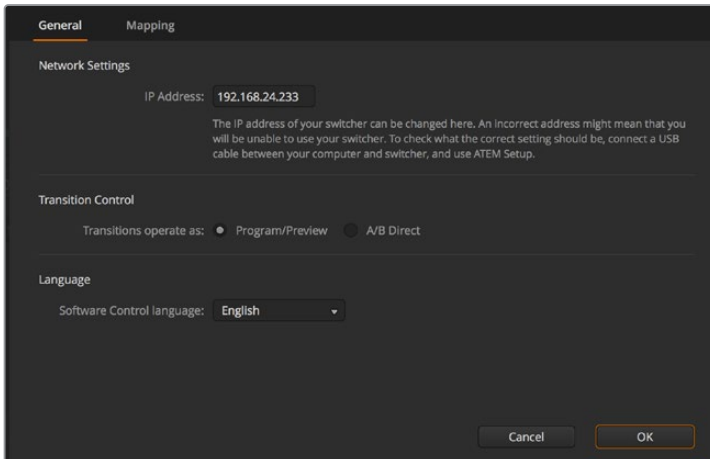 General
Mapping
Network Settings
IP Address: 192.168.24.233
The IP address of your switcher can be changed here. An incorrect address might mean that you
will be unable to use your switcher. To check what the correct setting should be, connect a USB
cable between your computer and switcher, and use ATEM Setup.
Transition Control
Transitions operate as: Program/Preview A/B Direct
Language
Software Control language: English
Cancel
OK